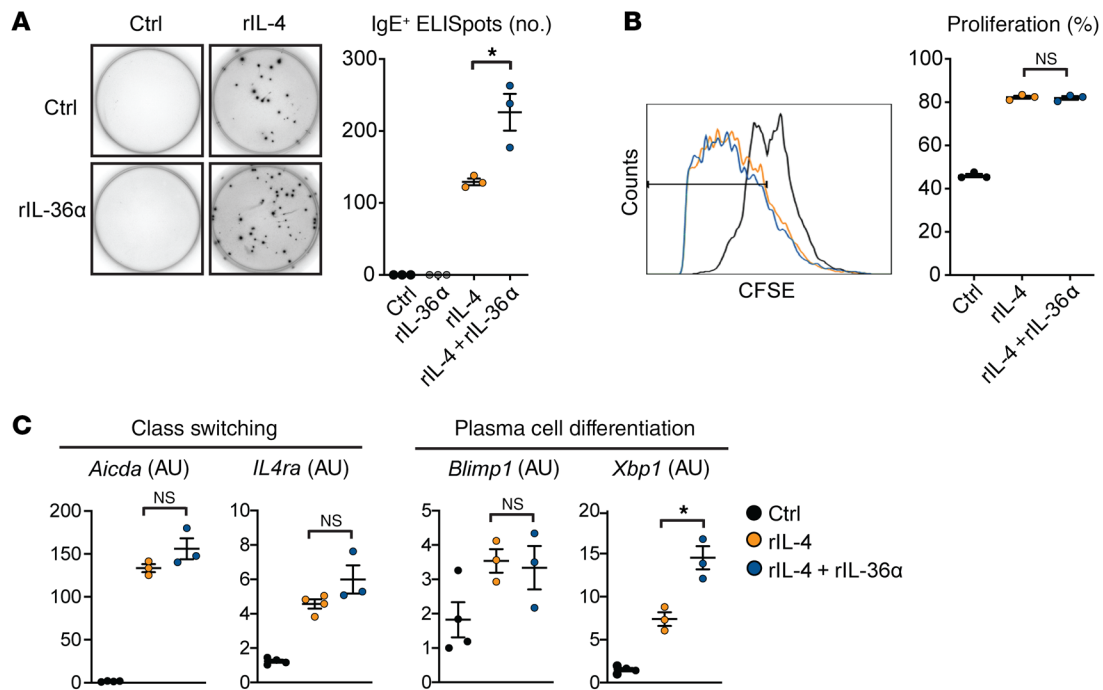 A
Ctrl
rIL-4
Ctrl
rIL-36α
IgE+ ELISpots (no.)
300
200
100
0
*
Ctrl
rIL-36α
rIL-4
rIL-4 + rIL-36α
B
Counts
CFSE
Proliferation (%)
100
80
60
40
20
0
NS
Ctrl
rIL-4
rIL-4 + rIL-36α
C
Class switching
Aicda (AU)
200
150
100
50
0
NS
IL4ra (AU)
10
8
6
4
2
0
NS
Plasma cell differentiation
Blimp1 (AU)
5
4
3
2
1
0
NS
Xbp1 (AU)
20
15
10
5
0
*
Ctrl
rIL-4
rIL-4 + rIL-36α